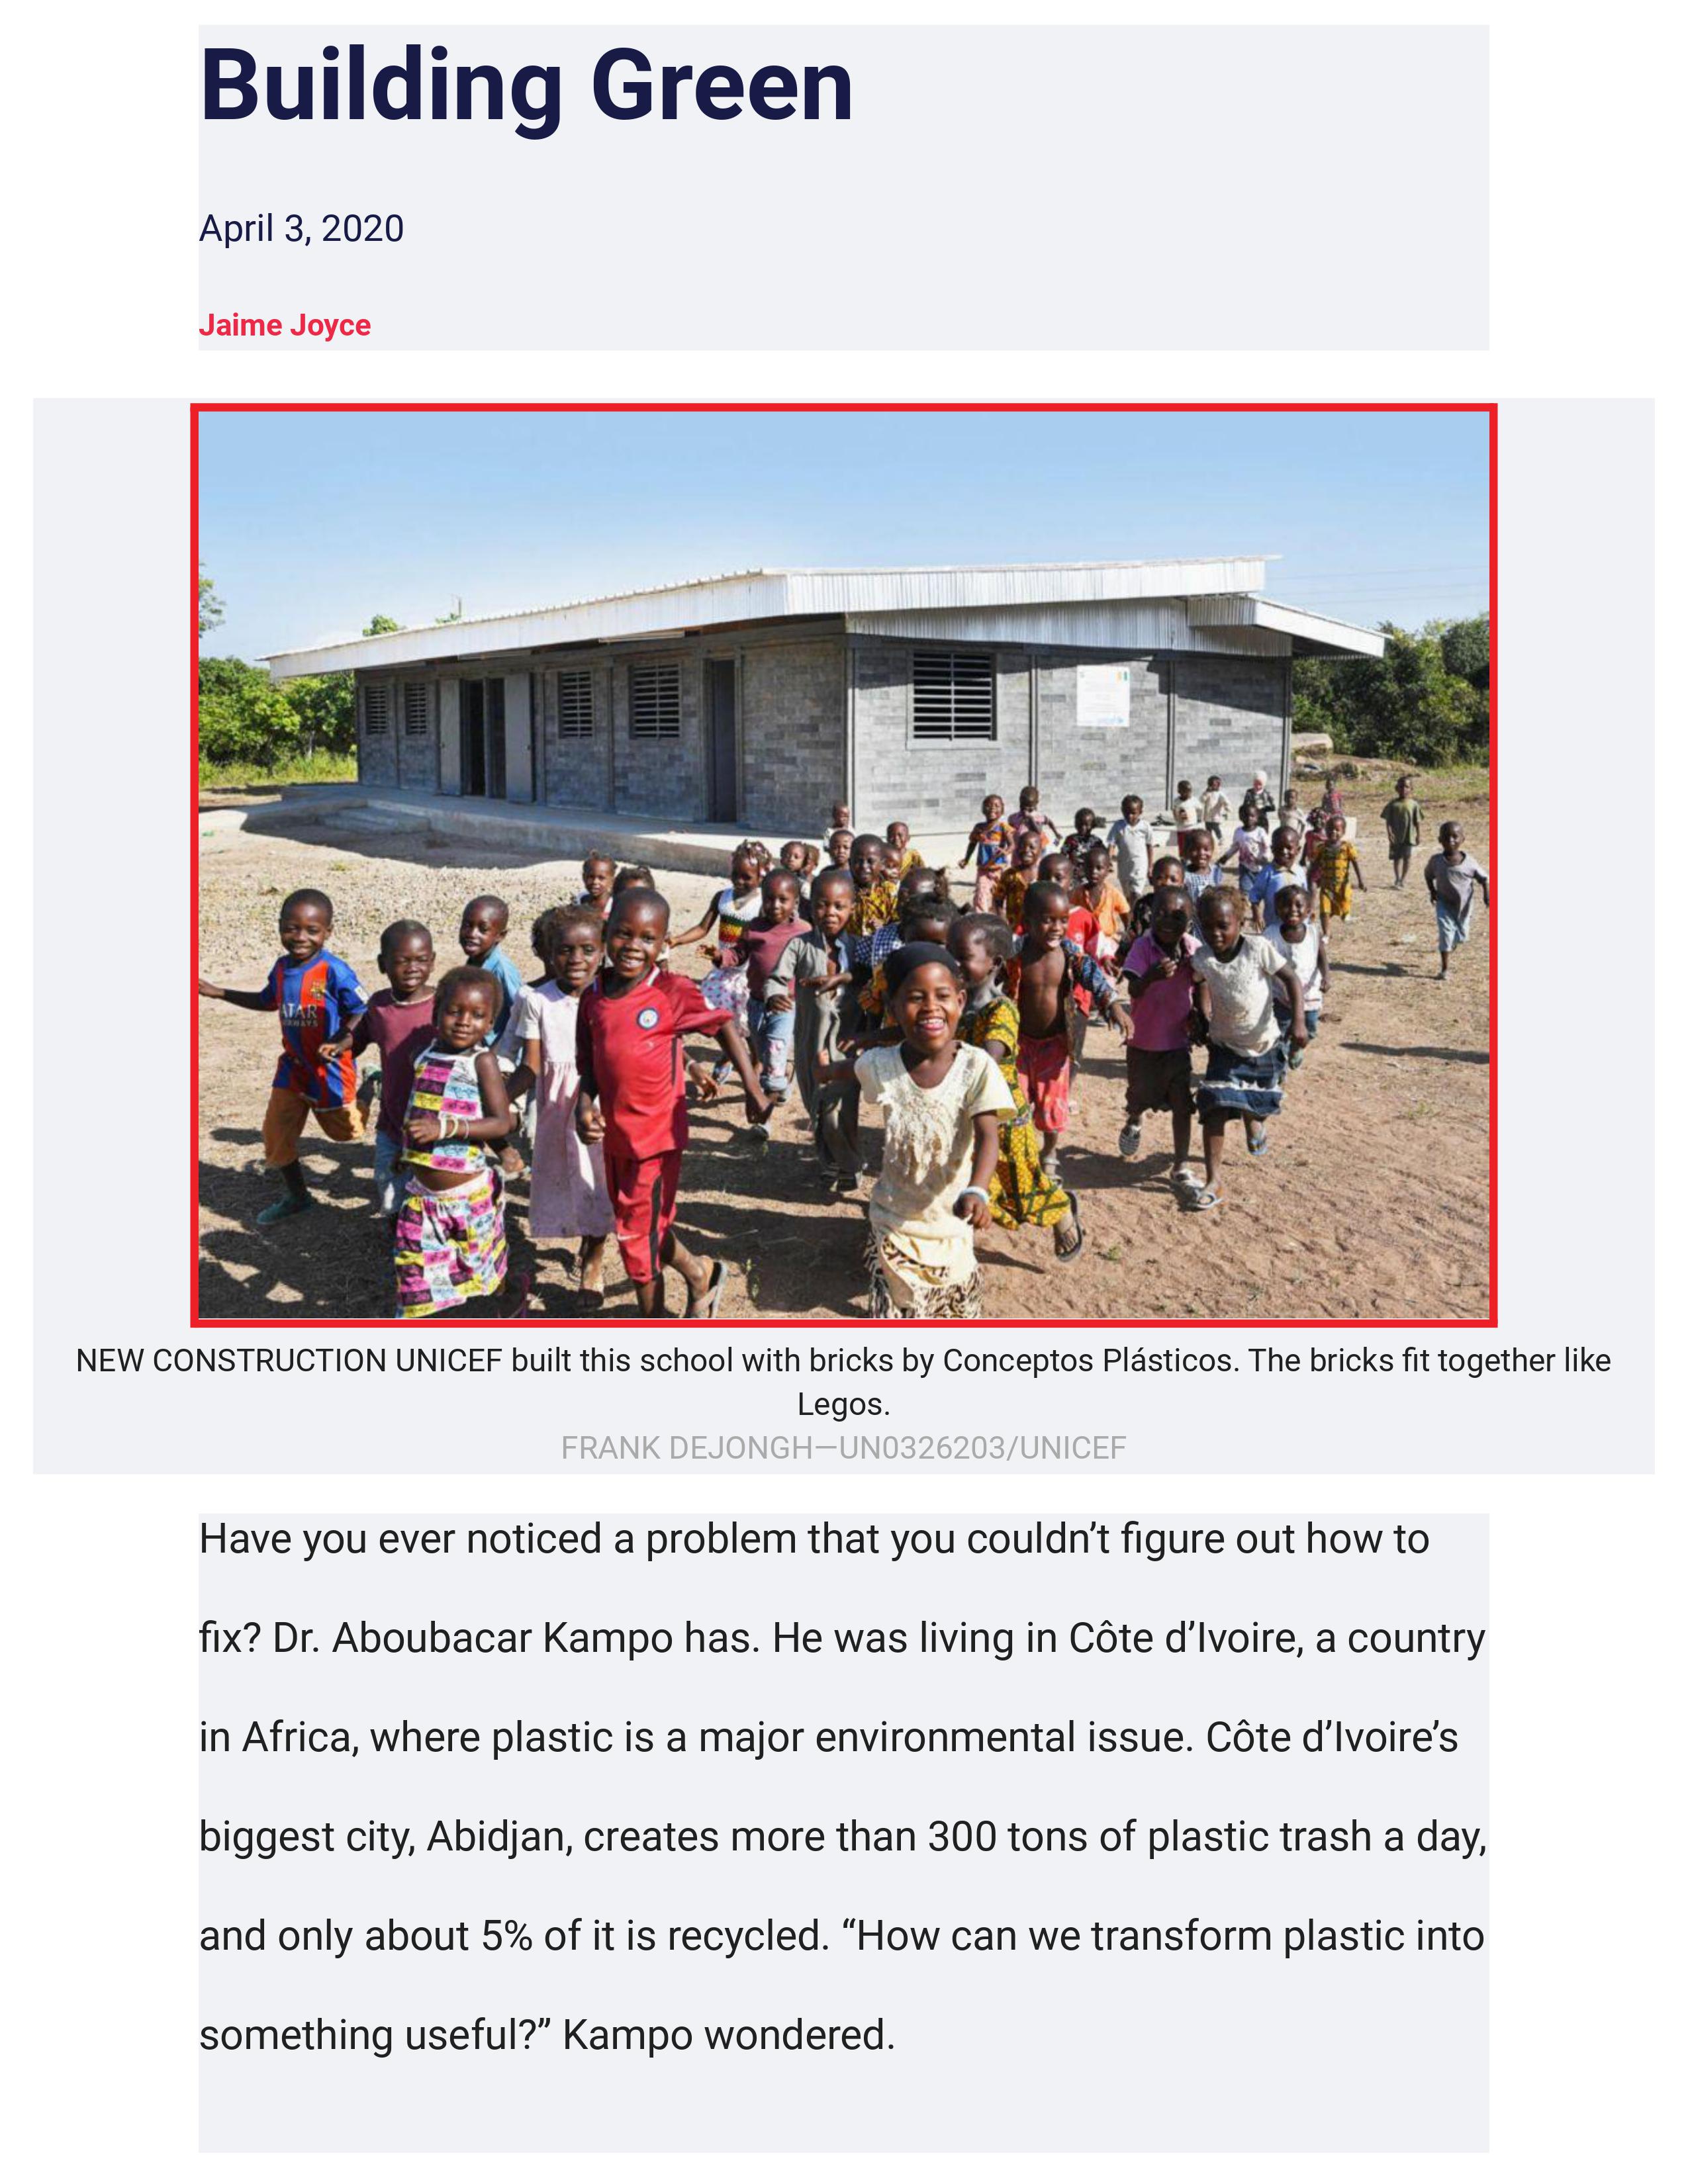 Building Green
April 3, 2020
Jaime Joyce
ATAR
NEW CONSTRUCTION UNICEF built this school with bricks by Conceptos Plásticos. The bricks fit together like
Legos.
FRANK DEJONGH—UN0326203/UNICEF
Have you ever noticed a problem that you couldn’t figure out how to
fix? Dr. Aboubacar Kampo has. He was living in Côte d’Ivoire, a country
in Africa, where plastic is a major environmental issue. Côte d’Ivoire’s
biggest city, Abidjan, creates more than 300 tons of plastic trash a day,
and only about 5% of it is recycled. “How can we transform plastic into
something useful?” Kampo wondered.